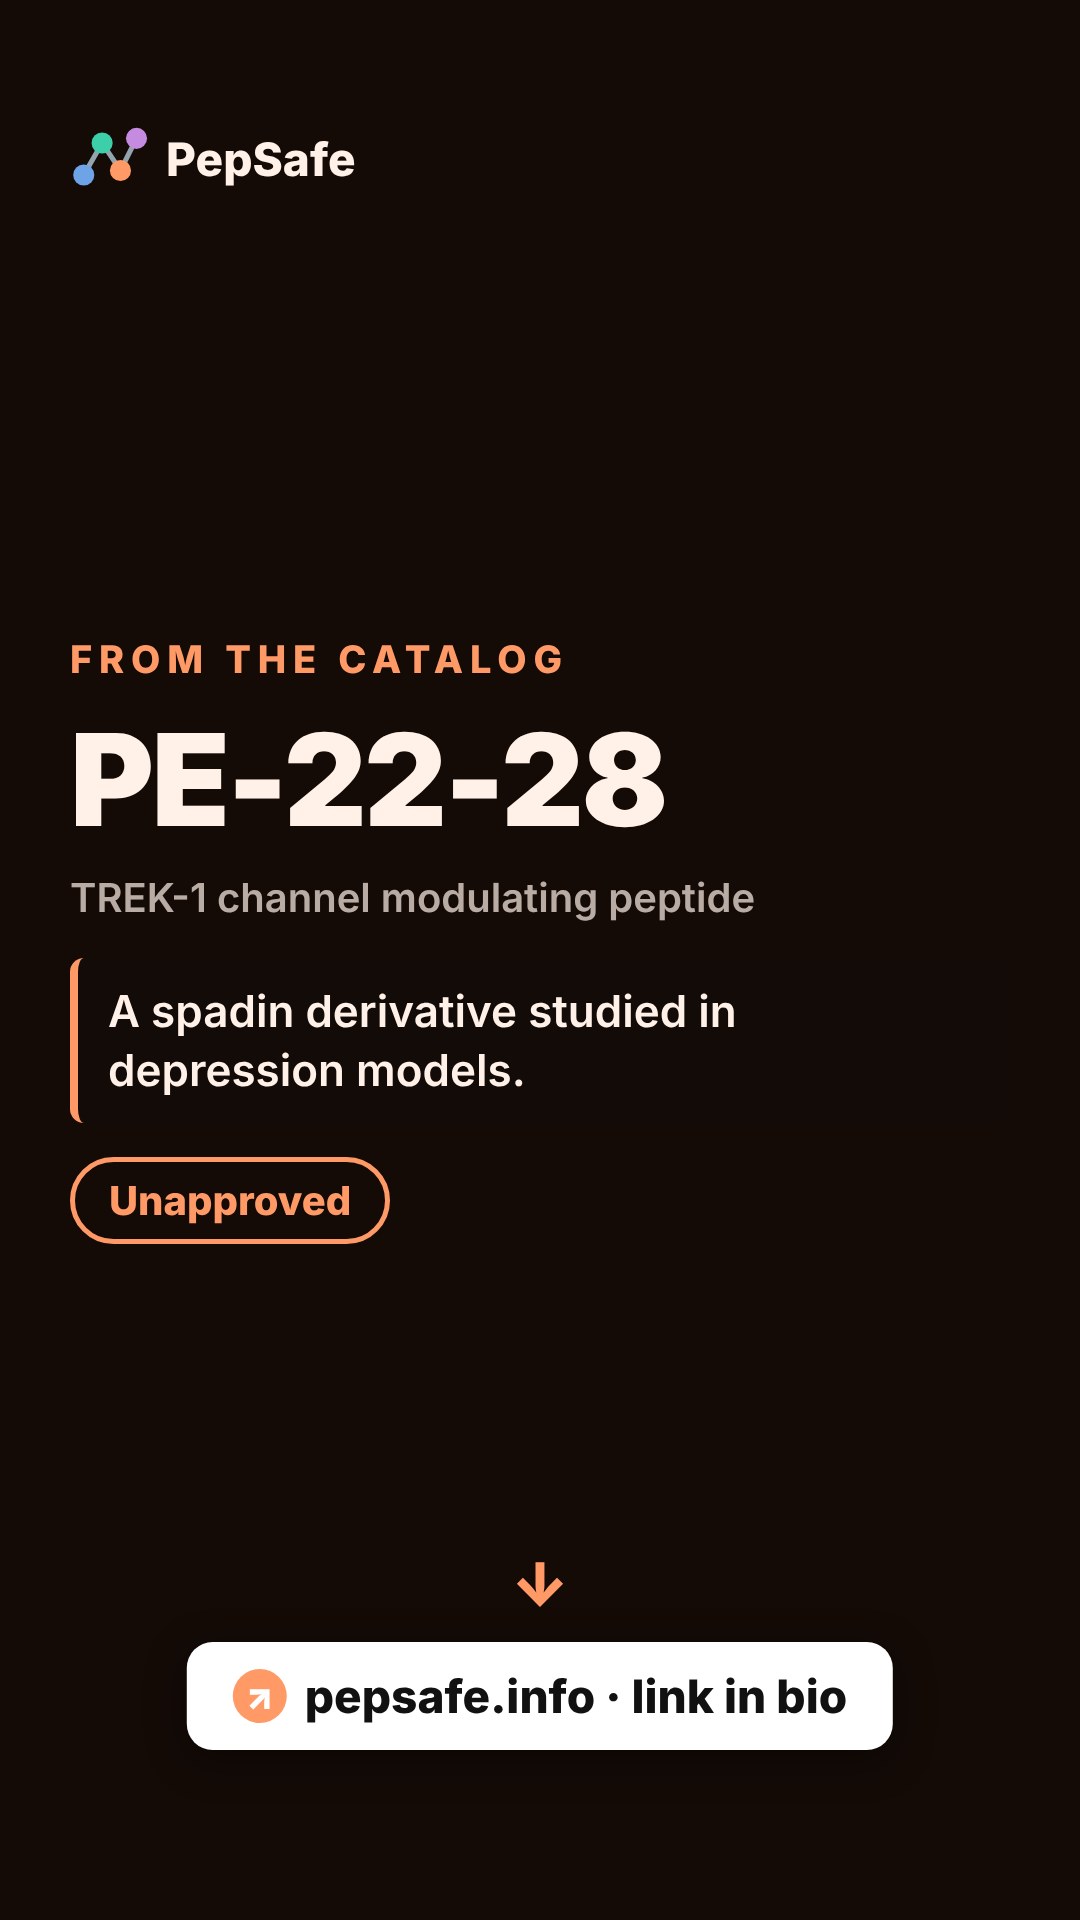 PepSafe
FROM THE CATALOG
PE-22-28
TREK-1 channel modulating peptide
A spadin derivative studied in
depression models.
Unapproved
pepsafe.info · link in bio